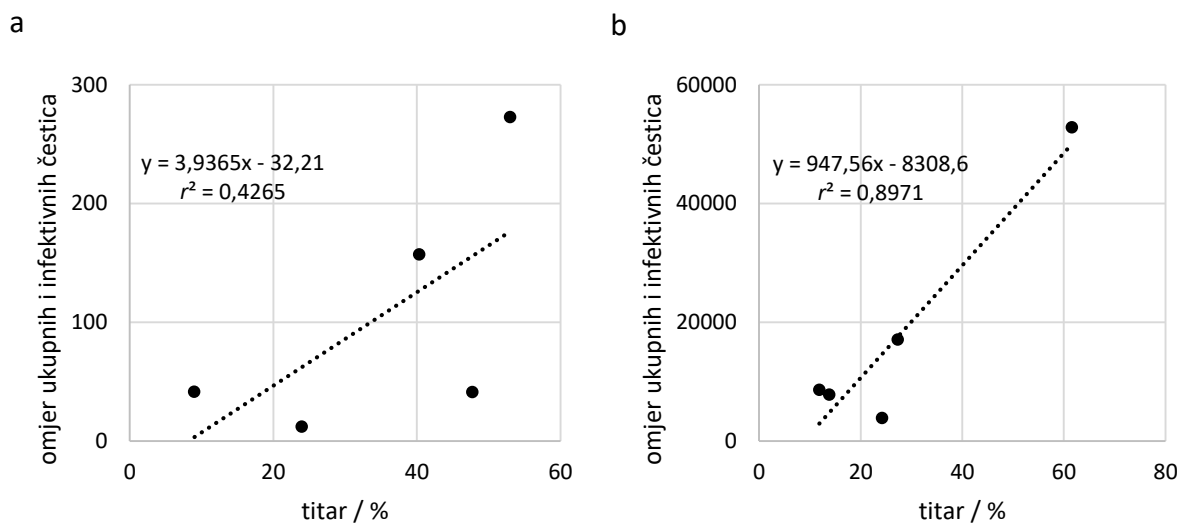 a
omjer ukupnih i infektivnih čestica
300
200
100
0
y = 3,9365x - 32,21
r² = 0,4265
0 20 40 60
titar / %
b
omjer ukupnih i infektivnih čestica
60000
40000
20000
0
y = 947,56x - 8308,6
r² = 0,8971
0 20 40 60 80
titar / %